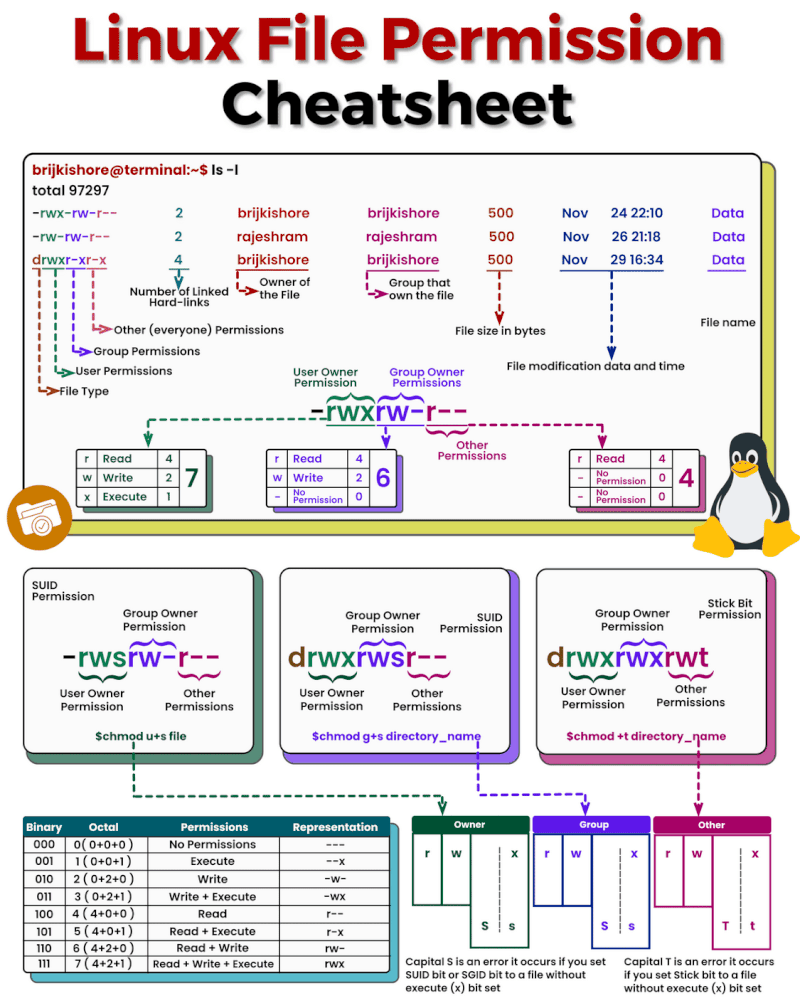 Linux File Permission
Cheatsheet
brijkishore@terminal:~$ ls -l
total 97297
-rwx-rw-r-- 2 brijkishore brijkishore 500 Nov 24 22:10 Data
-rw-rw-r-- 2 rajeshram rajeshram 500 Nov 26 21:18 Data
drwxr-xr-x 4 brijkishore brijkishore 500 Nov 29 16:34 Data
Number of Linked
Hard-links
Owner of
the File
Group that
own the file
File size in bytes
File name
File modification data and time
Other (everyone) Permissions
Group Permissions
User Permissions
File Type
User Owner
Permission
Group Owner
Permissions
-rwxrw-r--
Other
Permissions
r Read 4
w Write 2
x Execute 1
7
r Read 4
w Write 2
- No Permission 0
6
r Read 4
- No Permission 0
- No Permission 0
4
SUID
Permission
Group Owner
Permission
-rwsrw-r--
User Owner
Permission
Other
Permissions
$chmod u+s file
SUID
Permission
Group Owner
Permission
drwxrwsr--
User Owner
Permission
Other
Permissions
$chmod g+s directory_name
Stick Bit
Permission
Group Owner
Permission
drwxrwxrwt
User Owner
Permission
Other
Permissions
$chmod +t directory_name
Binary Octal Permissions Representation
000 0 ( 0+0+0 ) No Permissions ---
001 1 ( 0+0+1 ) Execute --x
010 2 ( 0+2+0 ) Write -w-
011 3 ( 0+2+1 ) Write + Execute -wx
100 4 ( 4+0+0 ) Read r--
101 5 ( 4+0+1 ) Read + Execute r-x
110 6 ( 4+2+0 ) Read + Write rw-
111 7 ( 4+2+1 ) Read + Write + Execute rwx
Owner
r w x
S s
Group
r w x
S s
Other
r w x
T t
Capital S is an error it occurs if you set
SUID bit or SGID bit to a file without
execute (x) bit set
Capital T is an error it occurs
if you set Stick bit to a file
without execute (x) bit set